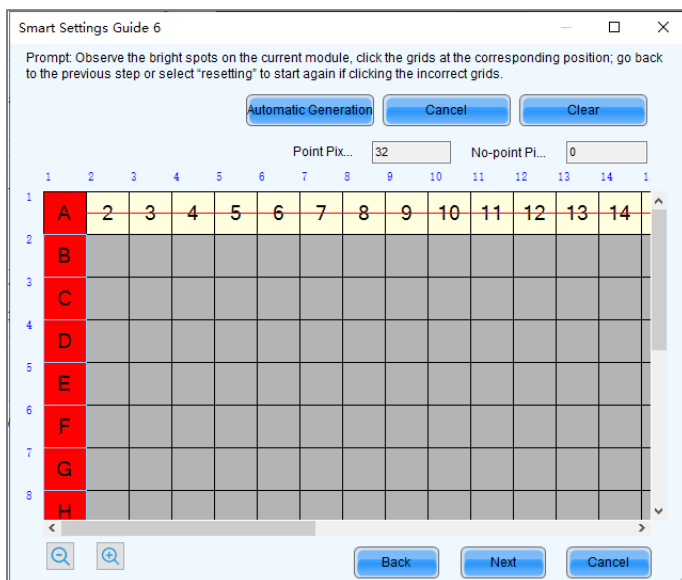 Smart Settings Guide 6
Prompt: Observe the bright spots on the current module, click the grids at the corresponding position; go back
to the previous step or select “resetting” to start again if clicking the incorrect grids.
Automatic Generation Cancel Clear
Point Pix... 32 No-point Pi... 0
1 2 3 4 5 6 7 8 9 10 11 12 13 14 1
1 A 2 3 4 5 6 7 8 9 10 11 12 13 14
2 B
3 C
4 D
5 E
6 F
7 G
8 H
Back Next Cancel